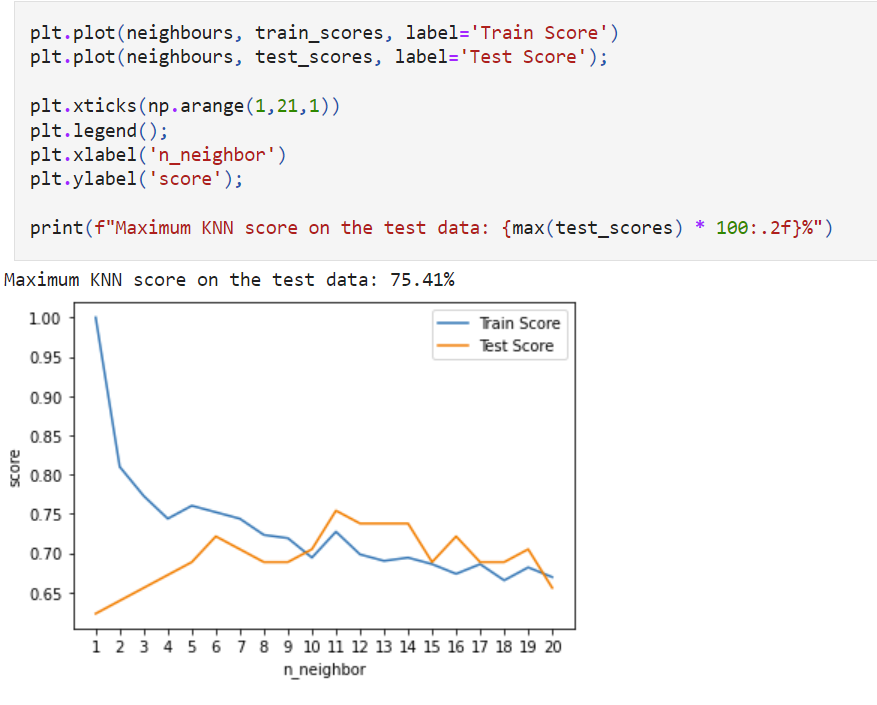 plt.plot(neighbours, train_scores, label='Train Score')
plt.plot(neighbours, test_scores, label='Test Score');
plt.xticks(np.arange(1,21,1))
plt.legend();
plt.xlabel('n_neighbor')
plt.ylabel('score');
print(f"Maximum KNN score on the test data: {max(test_scores) * 100:.2f}%")
Maximum KNN score on the test data: 75.41%
Train Score
Test Score
1.00
0.95
0.90
0.85
0.80
0.75
0.70
0.65
score
1 2 3 4 5 6 7 8 9 10 11 12 13 14 15 16 17 18 19 20
n_neighbor